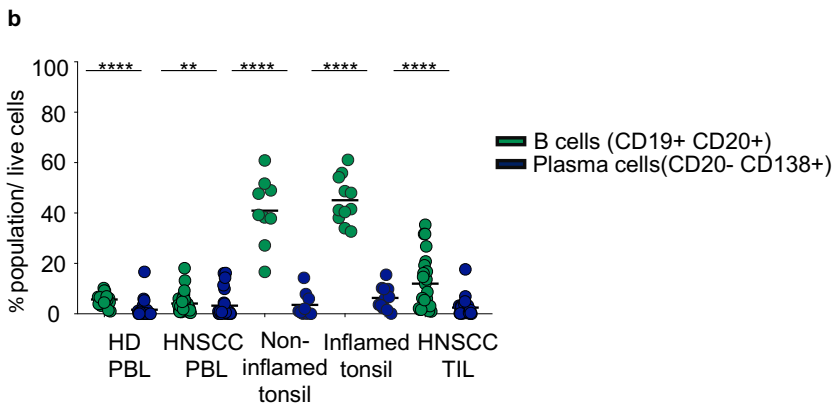 b
**** ** **** **** ****
100
80
60
40
20
0
% population/ live cells
B cells (CD19+ CD20+)
Plasma cells(CD20- CD138+)
HD
PBL
HNSCC
PBL
Non-
inflamed
tonsil
Inflamed
tonsil
HNSCC
TIL